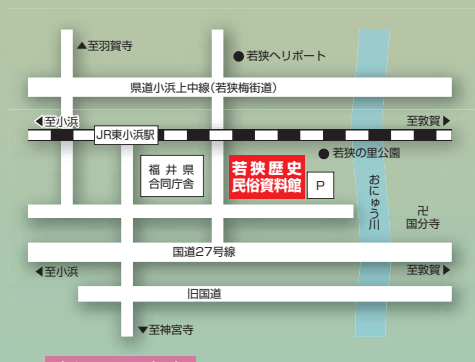 ▲至羽賀寺
●若狭ヘリポート
県道小浜上中線(若狭梅街道)
◀至小浜
至敦賀▶
JR東小浜駅
●若狭の里公園
福井県
合同庁舎
若狭歴史
民俗資料館
P
おにゅう川
卍
国分寺
国道27号線
◀至小浜
至敦賀▶
旧国道
▼至神宮寺